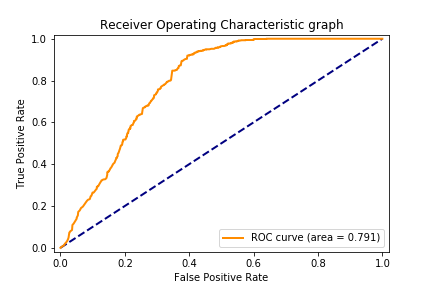 Receiver Operating Characteristic graph
True Positive Rate
1.0
0.8
0.6
0.4
0.2
0.0
ROC curve (area = 0.791)
0.0 0.2 0.4 0.6 0.8 1.0
False Positive Rate